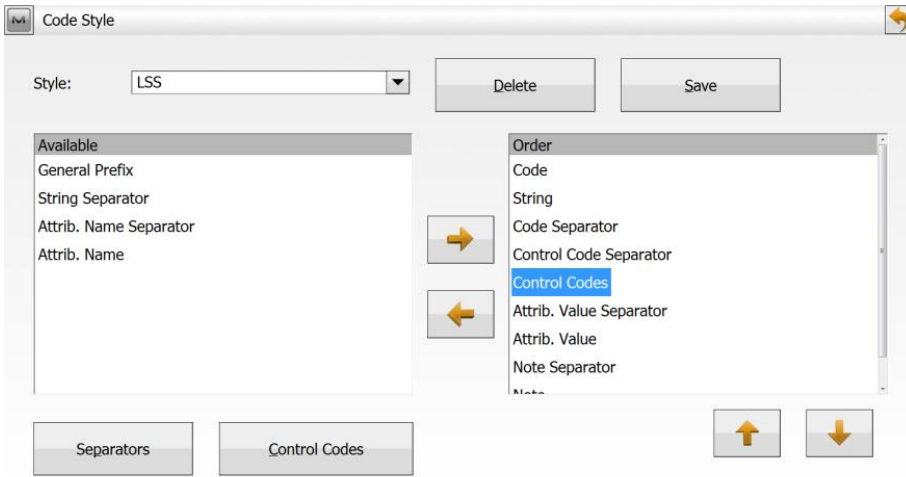 Code Style
Style: LSS Delete Save
Available
General Prefix
String Separator
Attrib. Name Separator
Attrib. Name
Order
Code
String
Code Separator
Control Code Separator
Control Codes
Attrib. Value Separator
Attrib. Value
Note Separator
Note
Separators Control Codes